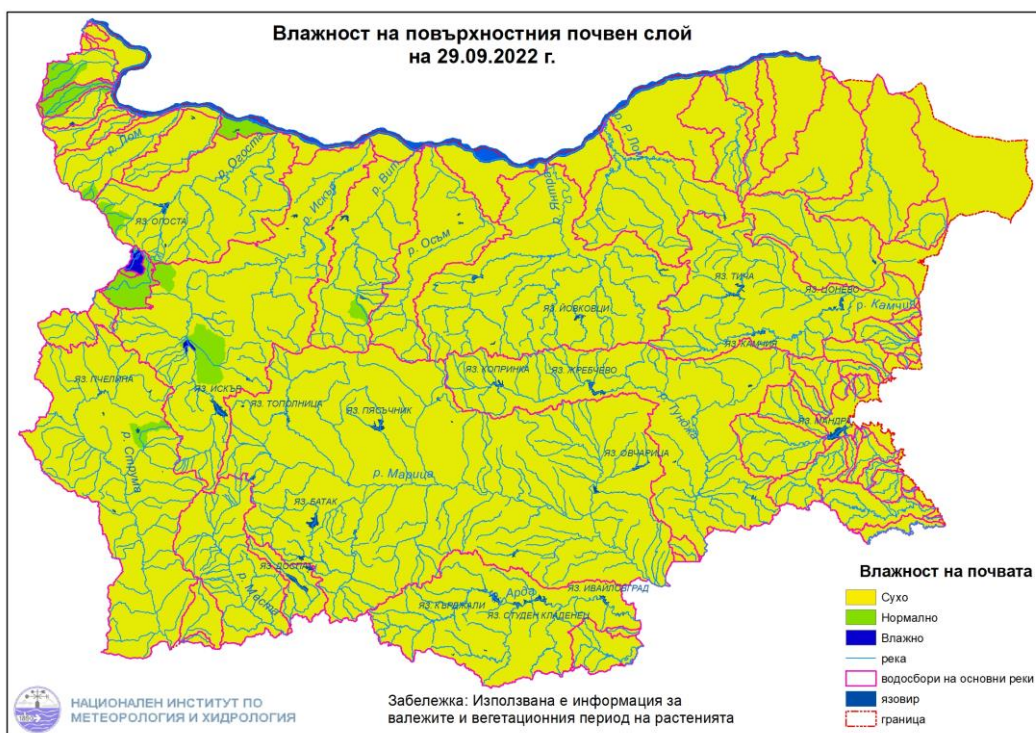 Влажност на повърхностния почвен слой
на 29.09.2022 г.
р. Лом
р. Огоста
р. Искър
р. Вит
р. Осъм
р. Янтра
р. Р Лом
ЯЗ. ОГОСТА
ЯЗ. ТИЧА
ЯЗ. ЦОНЕВО
р. Камчия
ЯЗ. ЙОВКОВЦИ
ЯЗ. КАМЧИЯ
ЯЗ. ПЧЕЛИНА
ЯЗ. ИСКЪР
ЯЗ. ТОПОЛНИЦА
ЯЗ. ПЯСЪЧНИК
ЯЗ. КОПРИНКА
ЯЗ. ЖРЕБЧЕВО
р. Тунджа
ЯЗ. МАНДРА
р. Струма
р. Марица
ЯЗ. ОВЧАРИЦА
ЯЗ. БАТАК
ЯЗ. ДОСПАТ
р. Места
ЯЗ. КЪРДЖАЛИ
Арда
ЯЗ. ИВАЙЛОВГРАД
ЯЗ. СТУДЕН КЛАДЕНЕЦ
Влажност на почвата
Сухо
Нормално
Влажно
река
водосбори на основни реки
язовир
граница
НАЦИОНАЛЕН ИНСТИТУТ ПО
МЕТЕОРОЛОГИЯ И ХИДРОЛОГИЯ
Забележка: Използвана е информация за
валежите и вегетационния период на растенията